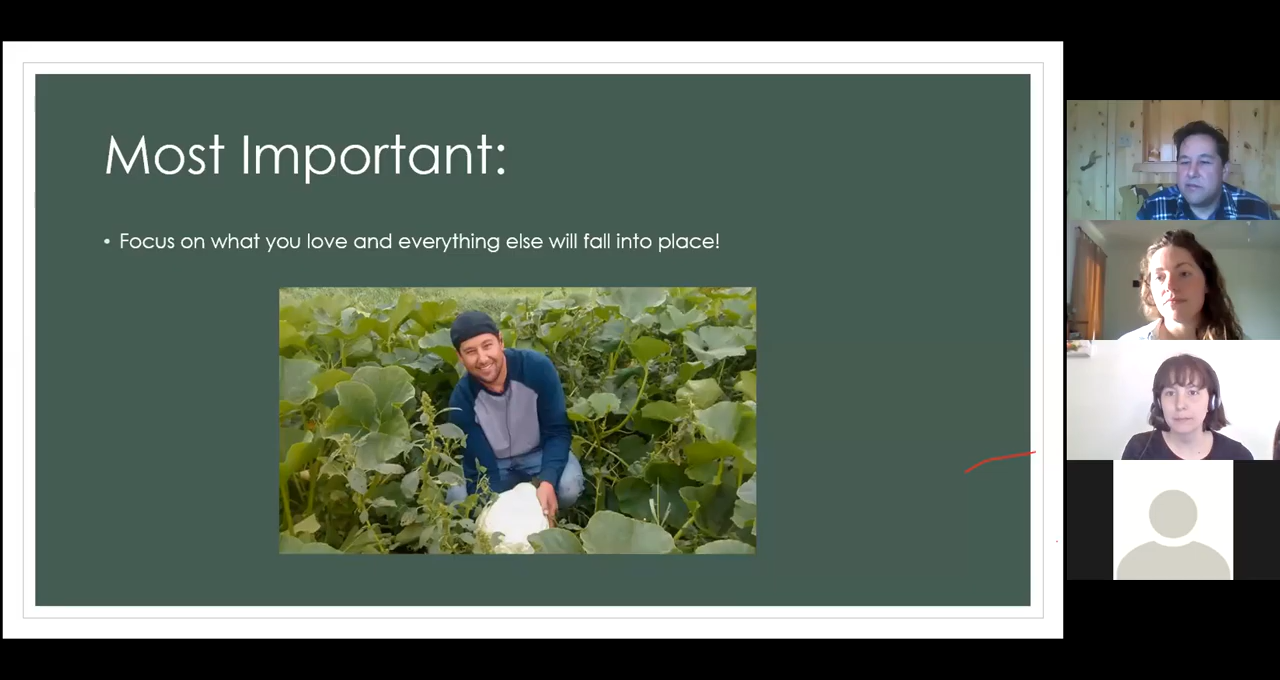 Most Important:
• Focus on what you love and everything else will fall into place!